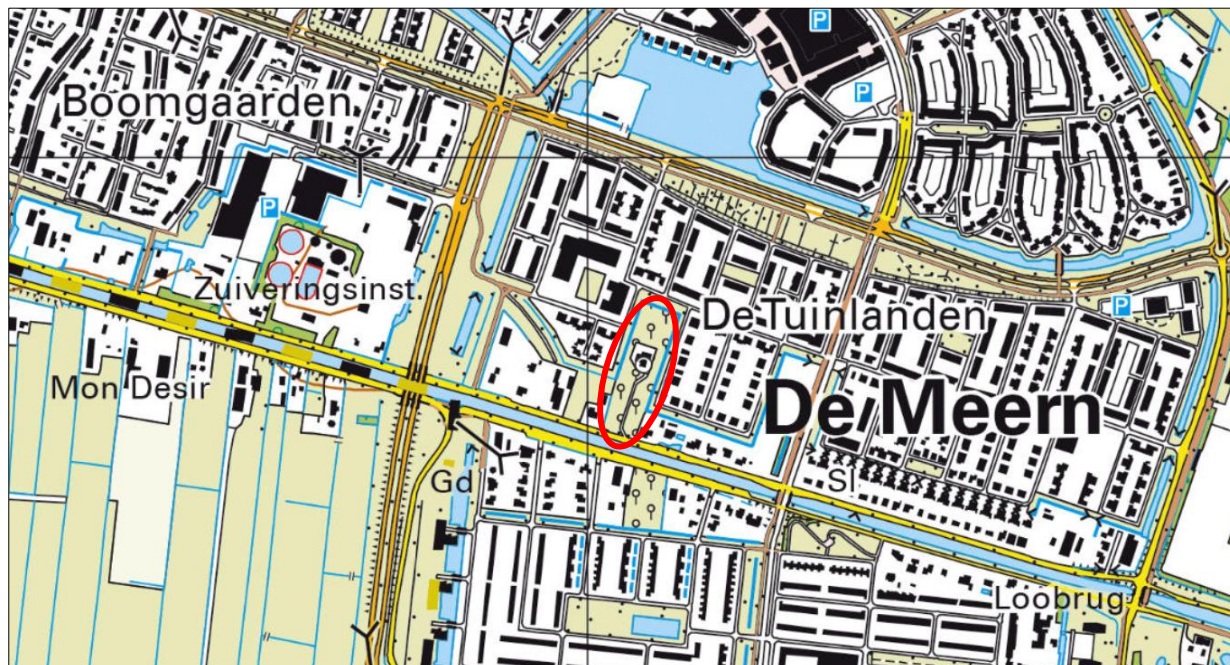 P
Boomgaarden
P
P
Zuiveringsinst.
De Tuinlanden
P
Mon Desir
De Meern
Gd
Sl.
Loobrug